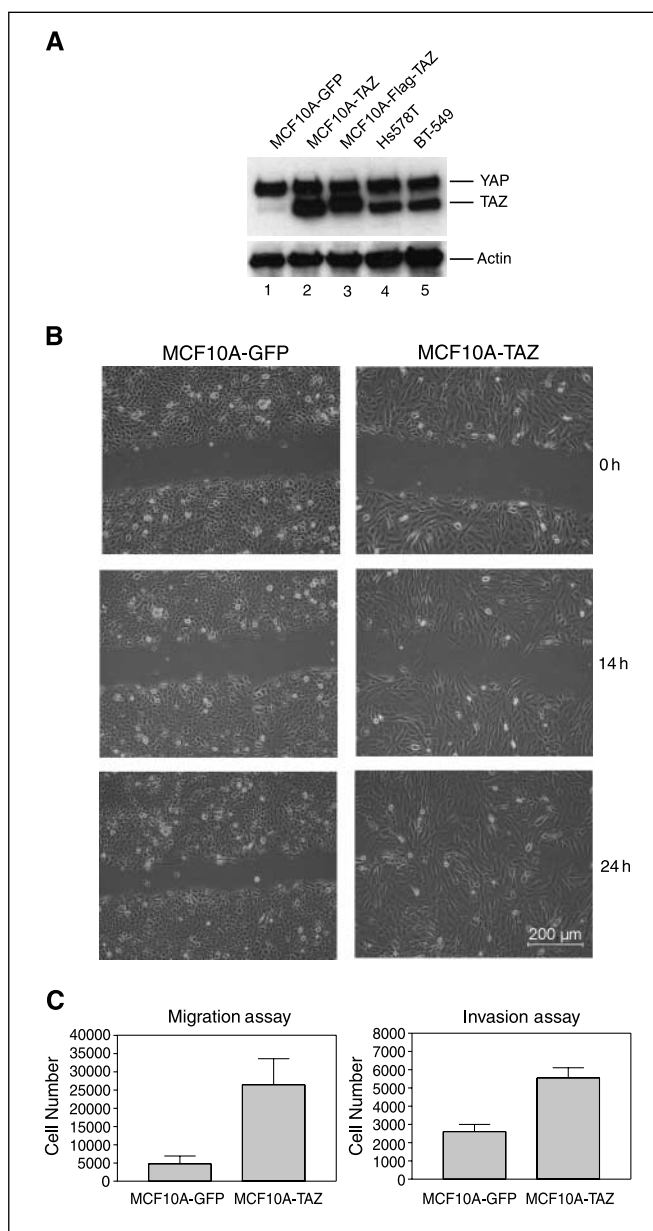 A
MCF10A-GFP
MCF10A-TAZ
MCF10A-Flag-TAZ
Hs578T
BT-549
YAP
TAZ
Actin
1 2 3 4 5
B
MCF10A-GFP MCF10A-TAZ
0 h
14 h
24 h
200 µm
C
Migration assay
Cell Number
40000
35000
30000
25000
20000
15000
10000
5000
0
MCF10A-GFP MCF10A-TAZ
Invasion assay
Cell Number
8000
7000
6000
5000
4000
3000
2000
1000
0
MCF10A-GFP MCF10A-TAZ